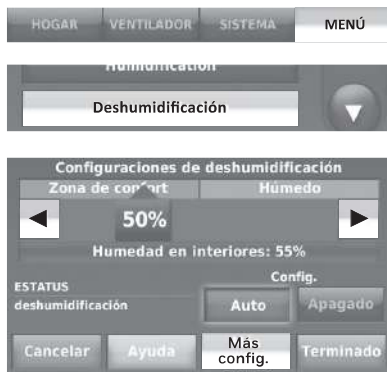 HOGAR VENTILADOR SISTEMA MENÚ
Humidification
Deshumidificación
Configuraciones de deshumidificación
Zona de confort Húmedo
50%
Humedad en interiores: 55%
ESTATUS
deshumidificación
Config.
Auto Apagado
Cancelar Ayuda Más config. Terminado